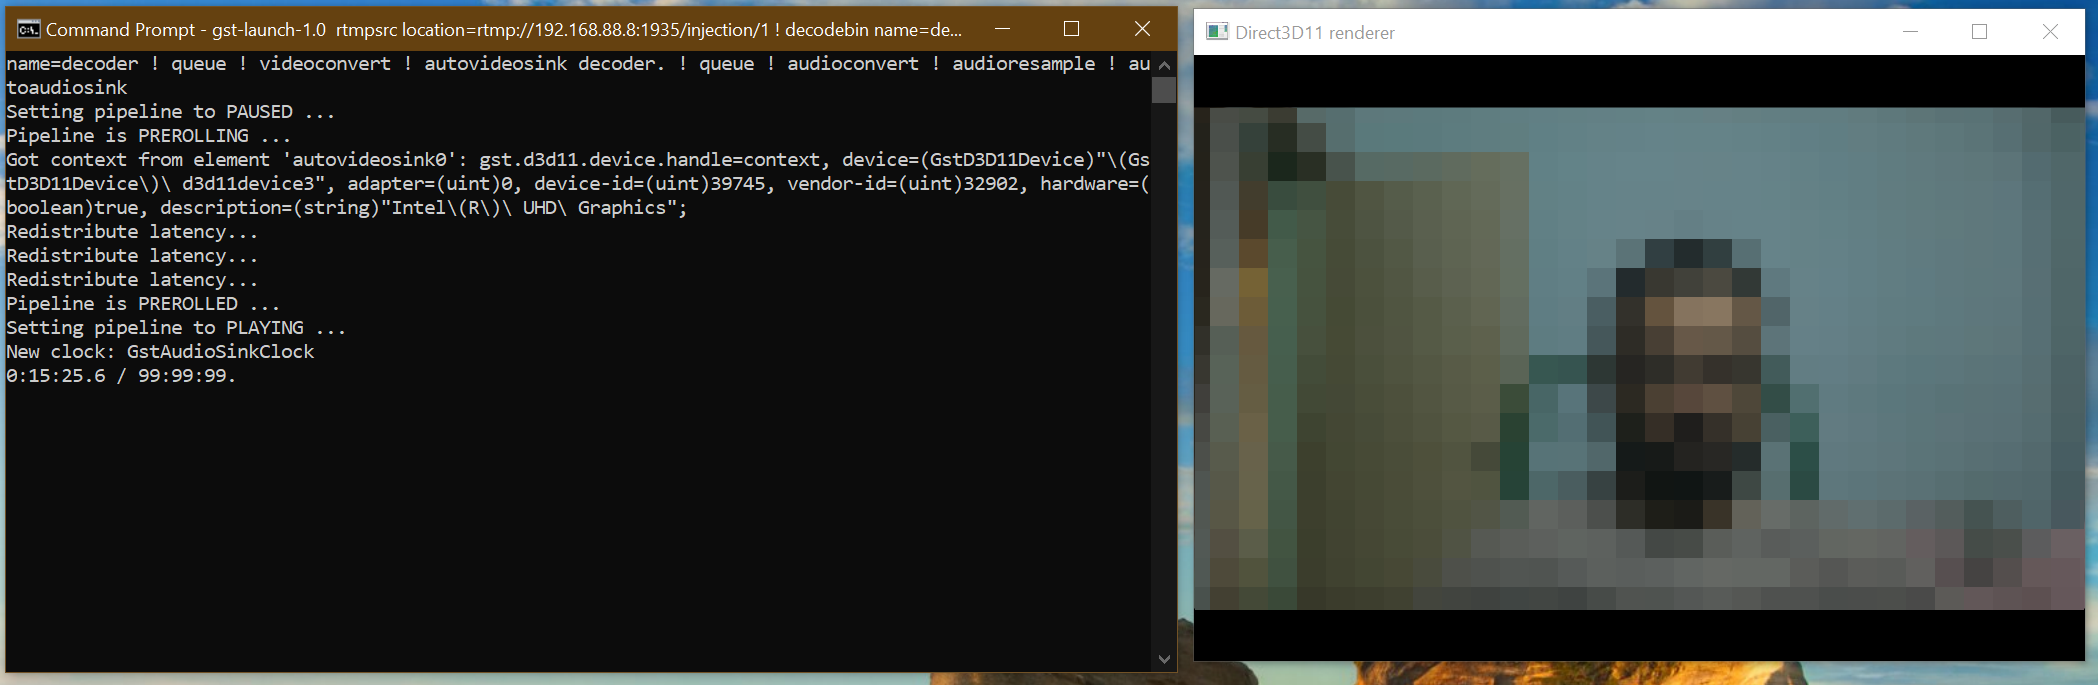 Command Prompt - gst-launch-1.0  rtmpsrc location=rtmp://192.168.88.8:1935/injection/1 ! decodebin name=de...
name=decoder ! queue ! videoconvert ! autovideosink decoder. ! queue ! audioconvert ! audioresample ! au
toaudiosink
Setting pipeline to PAUSED ...
Pipeline is PREROLLING ...
Got context from element 'autovideosink0': gst.d3d11.device.handle=context, device=(GstD3D11Device)"\(Gs
tD3D11Device\)\ d3d11device3", adapter=(uint)0, device-id=(uint)39745, vendor-id=(uint)32902, hardware=(
boolean)true, description=(string)"Intel\(R\)\ UHD\ Graphics";
Redistribute latency...
Redistribute latency...
Redistribute latency...
Pipeline is PREROLLED ...
Setting pipeline to PLAYING ...
New clock: GstAudioSinkClock
0:15:25.6 / 99:99:99.
Direct3D11 renderer